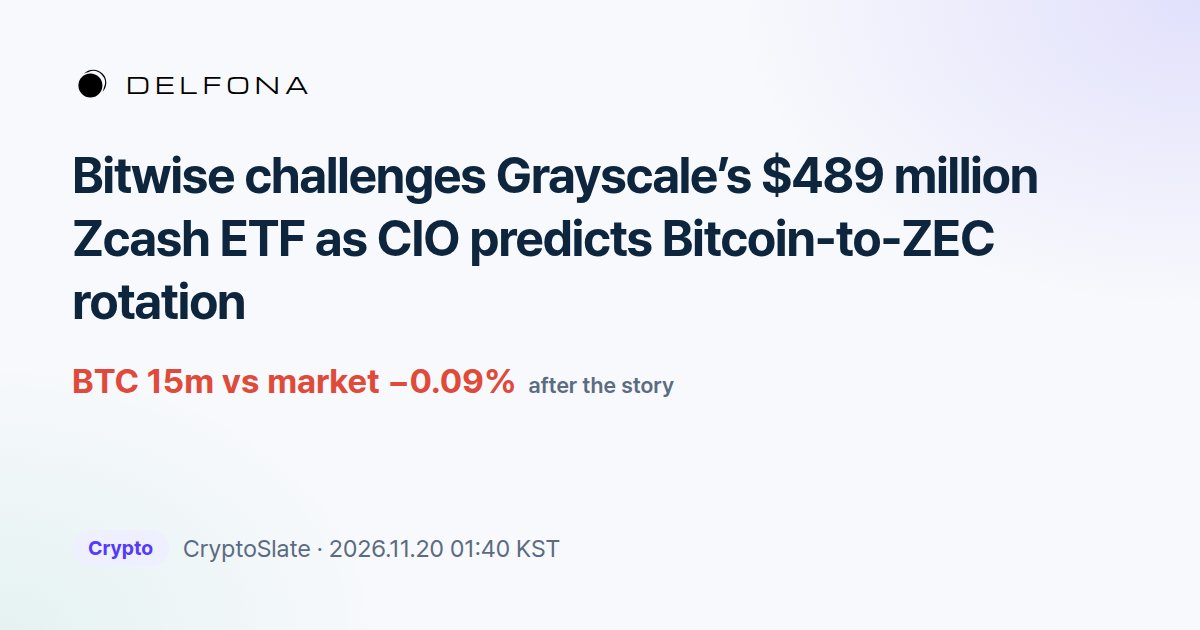 DELFONA
Bitwise challenges Grayscale’s $489 million
Zcash ETF as CIO predicts Bitcoin-to-ZEC
rotation
BTC 15m vs market −0.09% after the story
Crypto CryptoSlate · 2026.11.20 01:40 KST